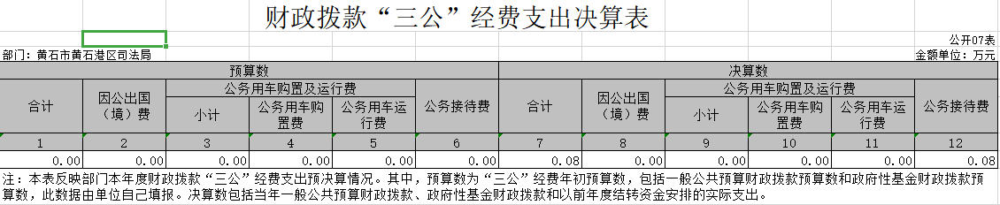 财政拨款“三公”经费支出决算表
公开07表
部门：黄石市黄石港区司法局 金额单位：万元
预算数 决算数
合计 因公出国（境）费 公务用车购置及运行费 公务接待费 合计 因公出国（境）费 公务用车购置及运行费 公务接待费
小计 公务用车购置费 公务用车运行费 小计 公务用车购置费 公务用车运行费
1 2 3 4 5 6 7 8 9 10 11 12
0.00 0.00 0.00 0.00 0.00 0.00 0.08 0.00 0.00 0.00 0.00 0.08
注：本表反映部门本年度财政拨款“三公”经费支出预决算情况。其中，预算数为“三公”经费年初预算数，包括一般公共预算财政拨款预算数和政府性基金财政拨款预
算数，此数据由单位自己填报。决算数包括当年一般公共预算财政拨款、政府性基金财政拨款和以前年度结转资金安排的实际支出。